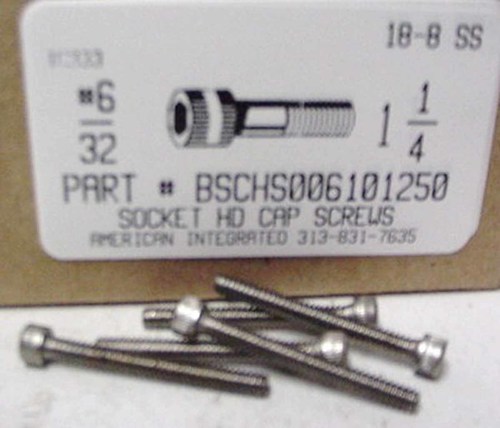 18-8 SS
#6
32
1 1
4
PART # BSCHS006101250
SOCKET HD CAP SCREWS
AMERICAN INTEGRATED 313-831-7635